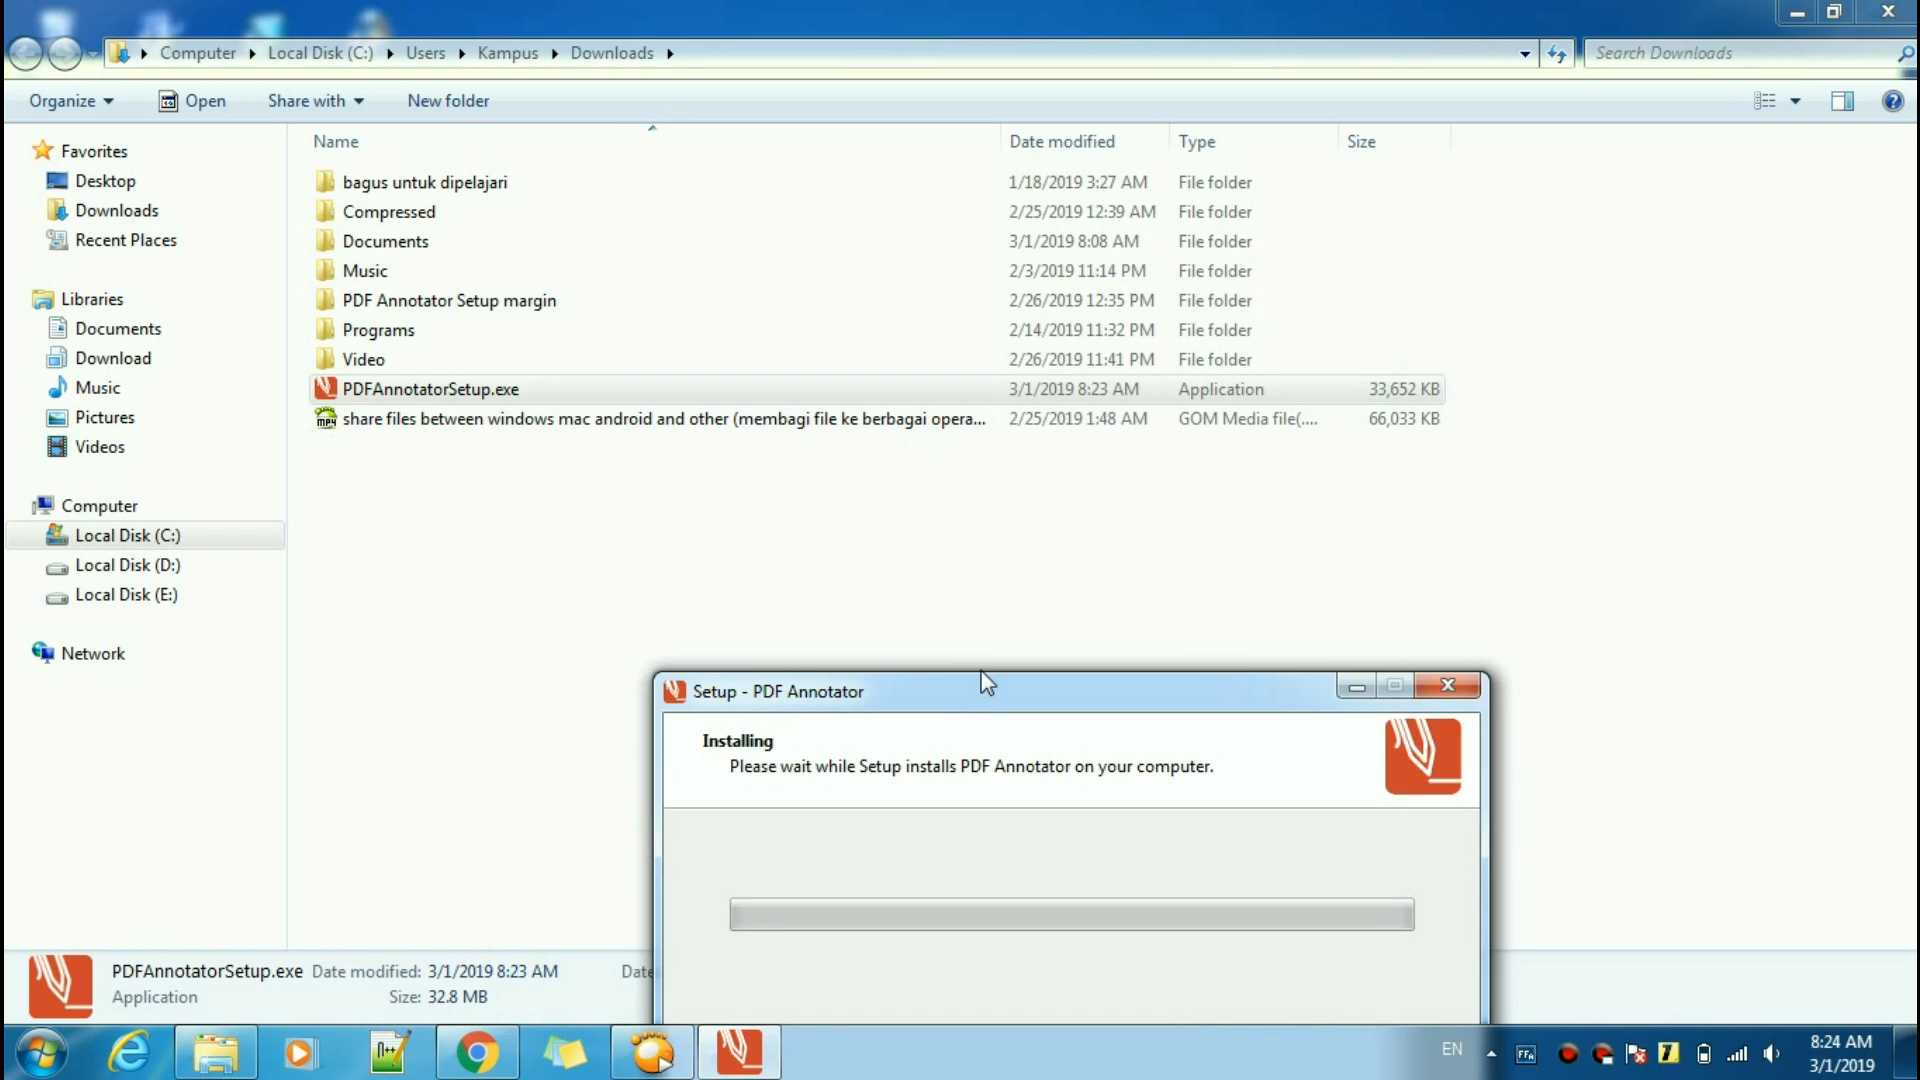 Computer Local Disk (C:) Users Kampus Downloads
Search Downloads
Organize Open Share with New folder
Name Date modified Type Size
bagus untuk dipelajari 1/18/2019 3:27 AM File folder
Compressed 2/25/2019 12:39 AM File folder
Documents 3/1/2019 8:08 AM File folder
Music 2/3/2019 11:14 PM File folder
PDF Annotator Setup margin 2/26/2019 12:35 PM File folder
Programs 2/14/2019 11:32 PM File folder
Video 2/26/2019 11:41 PM File folder
PDFAnnotatorSetup.exe 3/1/2019 8:23 AM Application 33,652 KB
MP4 share files between windows mac android and other (membagi file ke berbagai opera... 2/25/2019 1:48 AM GOM Media file(.... 66,033 KB
Favorites
Desktop
Downloads
Recent Places
Libraries
Documents
Download
Music
Pictures
Videos
Computer
Local Disk (C:)
Local Disk (D:)
Local Disk (E:)
Network
Setup - PDF Annotator
Installing
Please wait while Setup installs PDF Annotator on your computer.
PDFAnnotatorSetup.exe Date modified: 3/1/2019 8:23 AM Date
Application Size: 32.8 MB
EN
8:24 AM
3/1/2019